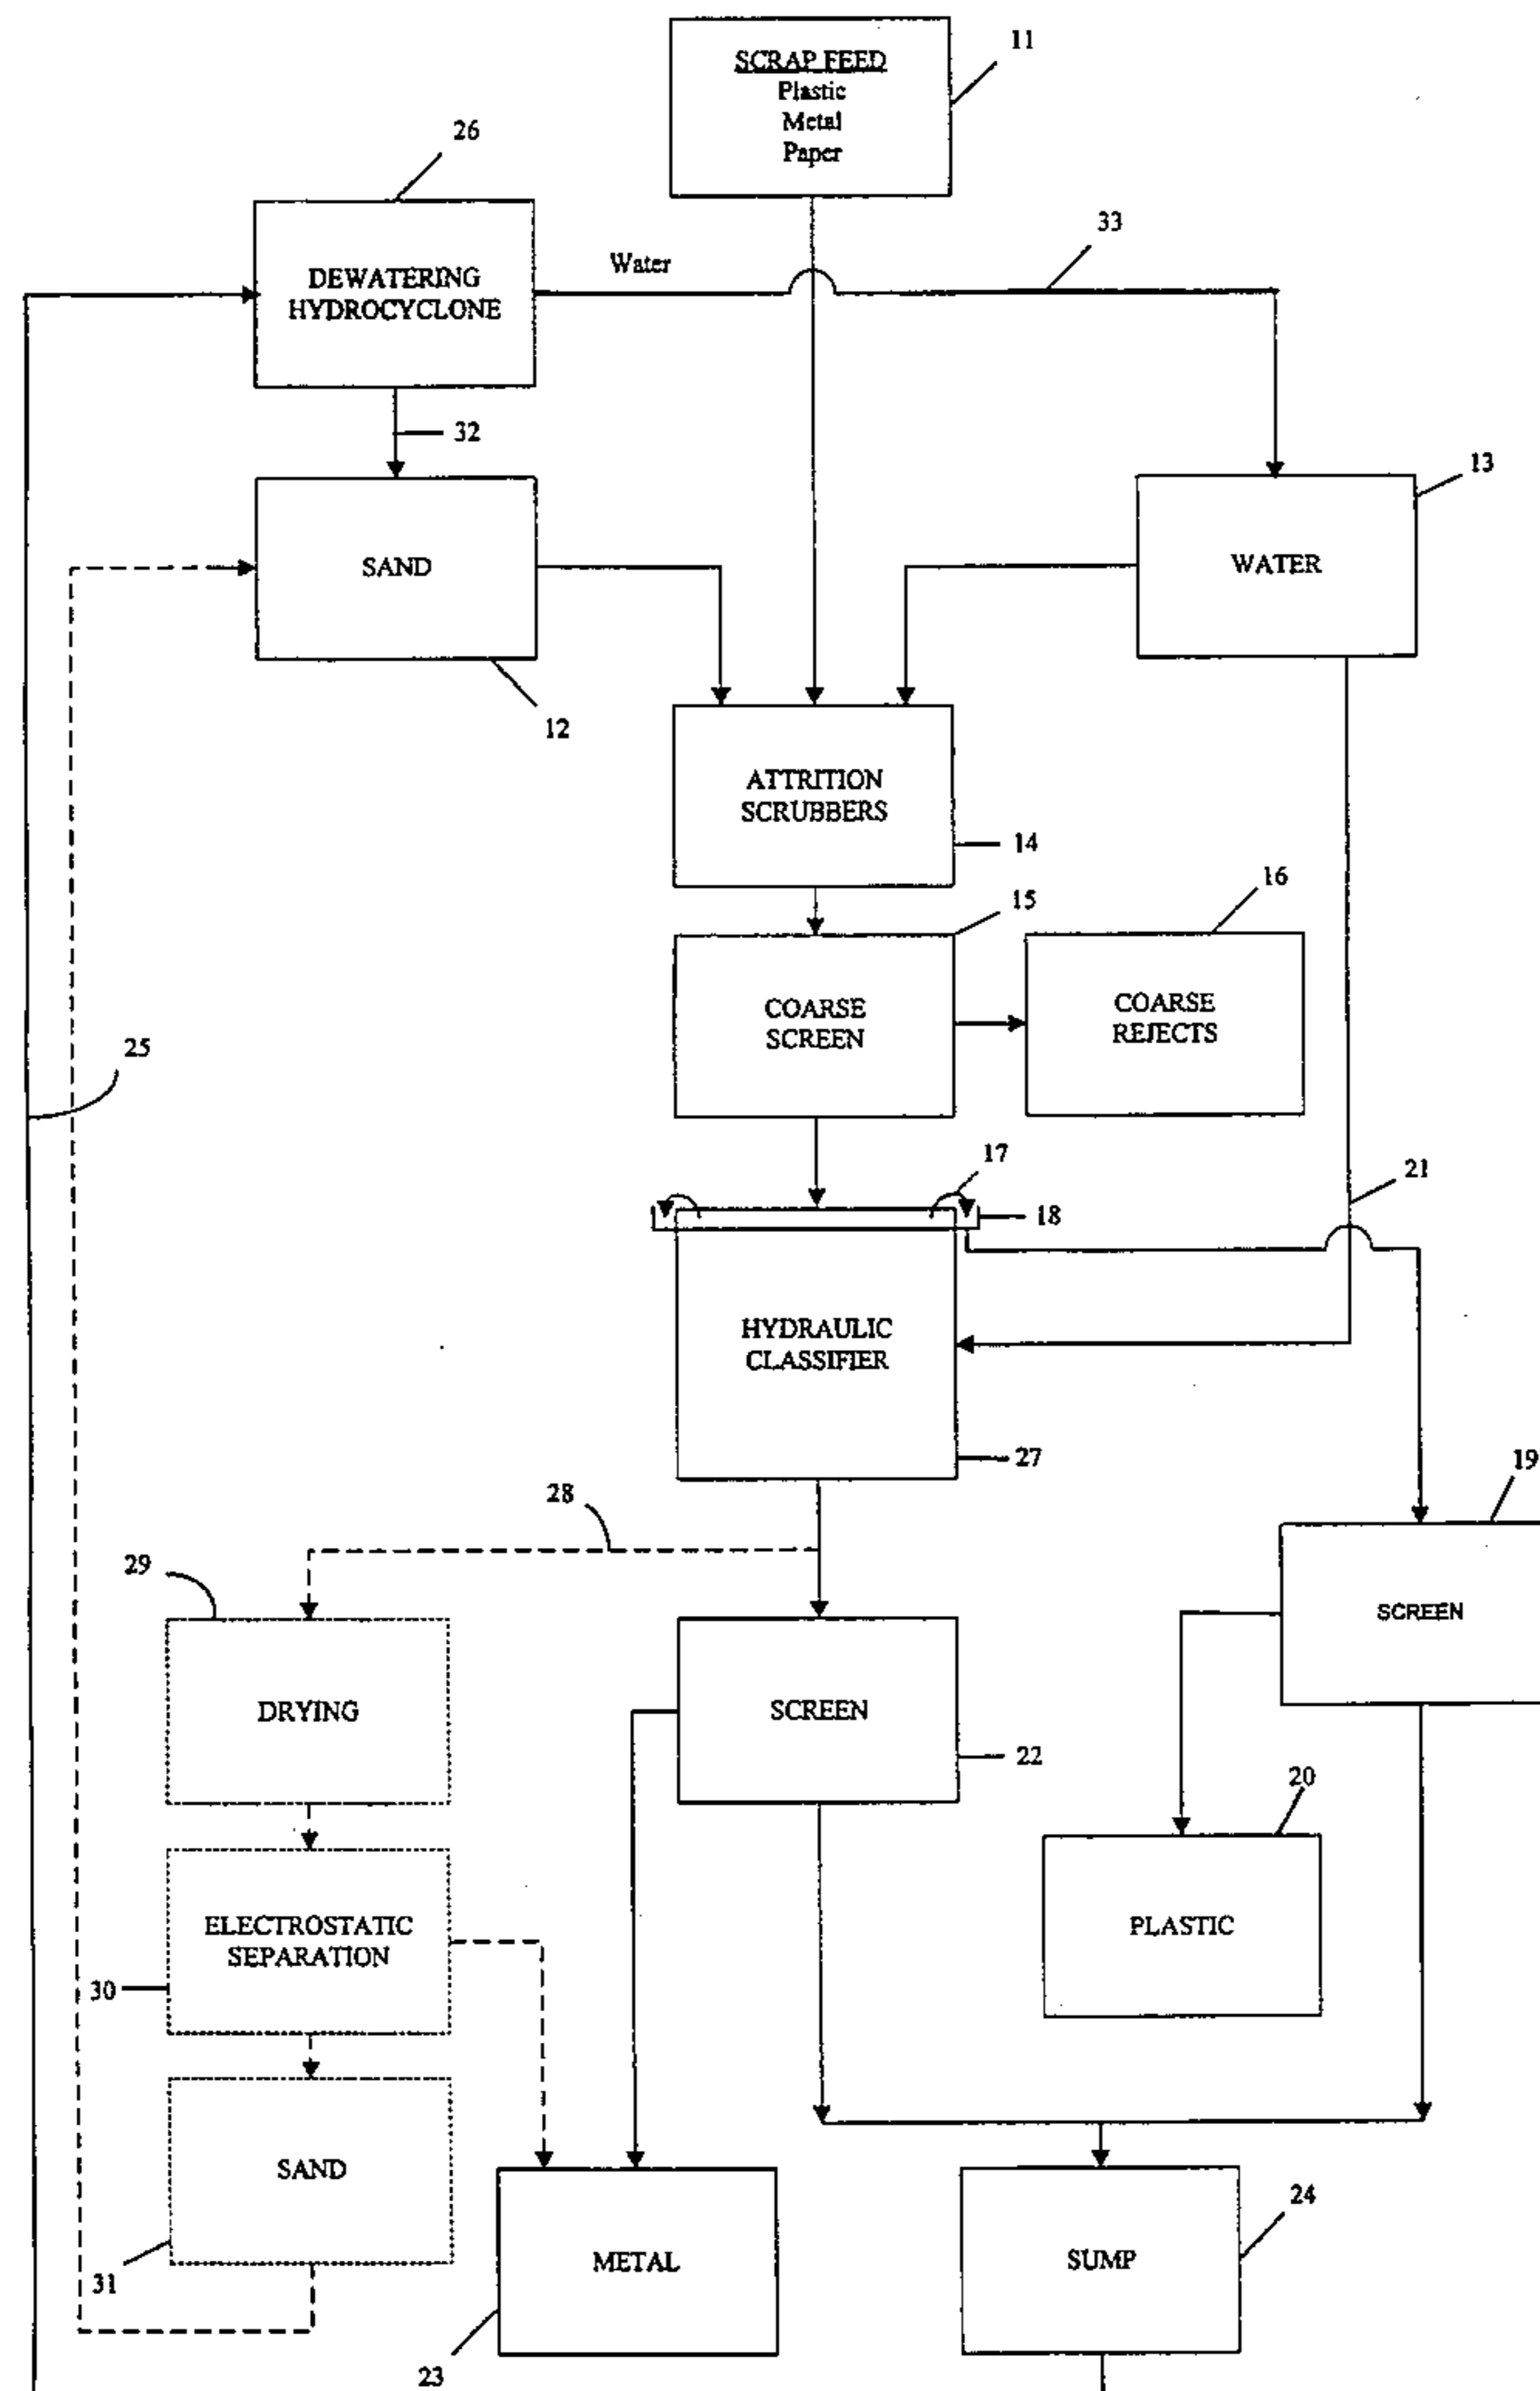 SCRAP FEED
Plastic
Metal
Paper
11
26
DEWATERING
HYDROCYCLONE
Water
33
32
13
SAND
WATER
12
ATTRITION
SCRUBBERS
14
15
16
COARSE
SCREEN
COARSE
REJECTS
25
17
18
21
HYDRAULIC
CLASSIFIER
27
28
19
29
SCREEN
DRYING
SCREEN
22
20
ELECTROSTATIC
SEPARATION
PLASTIC
30
SAND
24
METAL
SUMP
31
23